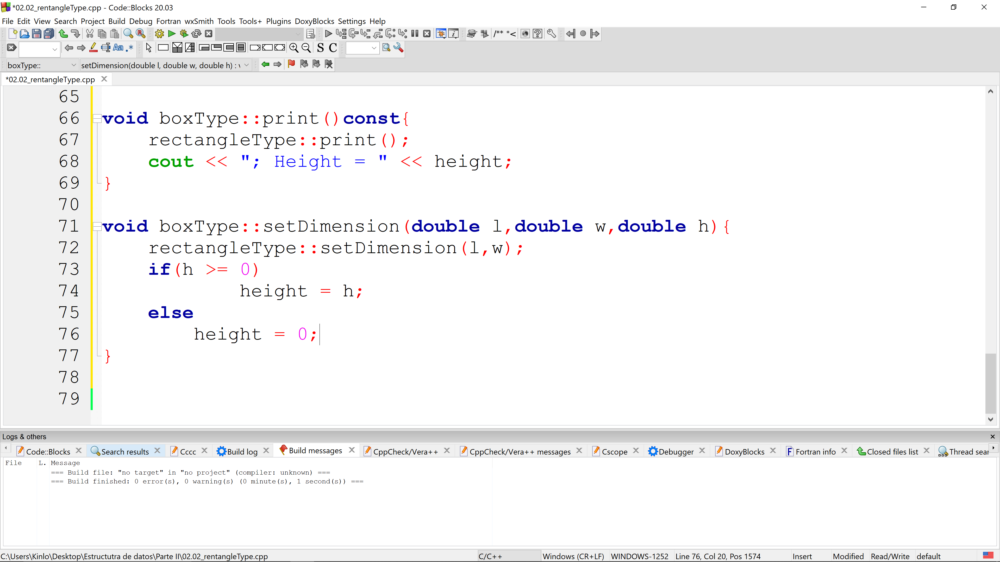 *02.02_rentangleType.cpp - Code::Blocks 20.03
File Edit View Search Project Build Debug Fortran wxSmith Tools Tools+ Plugins DoxyBlocks Settings Help
/** *<
Aa .* S C
boxType:: setDimension(double l, double w, double h) :
*02.02_rentangleType.cpp
65
66 void boxType::print()const{
67 rectangleType::print();
68 cout << "; Height = " << height;
69 }
70
71 void boxType::setDimension(double l,double w,double h){
72 rectangleType::setDimension(l,w);
73 if(h >= 0)
74 height = h;
75 else
76 height = 0;
77 }
78
79
Logs & others
Code::Blocks Search results Cccc Build log Build messages CppCheck/Vera++ CppCheck/Vera++ messages Cscope Debugger DoxyBlocks Fortran info Closed files list Thread sear
File L. Message
=== Build file: "no target" in "no project" (compiler: unknown) ===
=== Build finished: 0 error(s), 0 warning(s) (0 minute(s), 1 second(s)) ===
C:\Users\Kinlo\Desktop\Estructutra de datos\Parte II\02.02_rentangleType.cpp C/C++ Windows (CR+LF) WINDOWS-1252 Line 76, Col 20, Pos 1574 Insert Modified Read/Write default